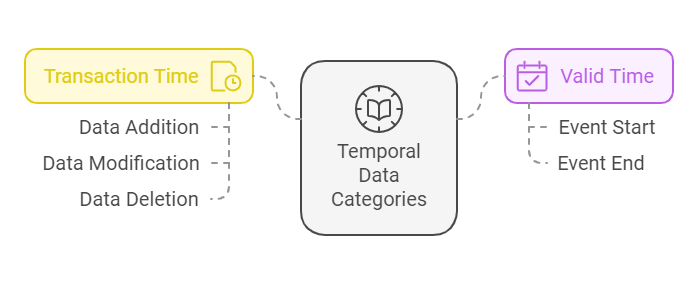 Transaction Time
Data Addition
Data Modification
Data Deletion
Temporal
Data
Categories
Valid Time
Event Start
Event End